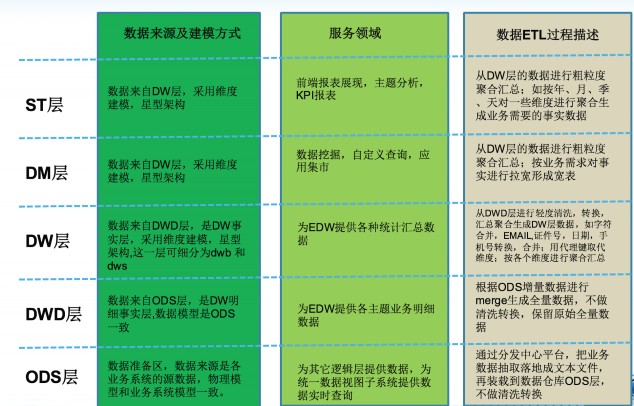 数据来源及建模方式
服务领域
数据ETL过程描述
ST层
数据来自DW层，采用维度
建模，星型架构
前端报表展现，主题分析，
KPI报表
从DW层的数据进行粗粒度
聚合汇总；如按年、月、季
、天对一些维度进行聚合生
成业务需要的事实数据
DM层
数据来自DW层，采用维度
建模，星型架构
数据挖掘，自定义查询，应
用集市
从DW层的数据进行粗粒度
聚合汇总；按业务需求对事
实进行拉宽形成宽表
DW层
数据来自DWD层，是DW事
实层，采用维度建模，星型
架构,这一层可细分为dwb 和
dws
为EDW提供各种统计汇总数
据
从DWD层进行轻度清洗，转换，
汇总聚合生成DW层数据，如字符
合并，EMAIL,证件号，日期，手
机号转换，合并；用代理键取代
维度；按各个维度进行聚合汇总
DWD层
数据来自ODS层，是DW明
细事实层,数据模型是ODS
一致
为EDW提供各主题业务明细
数据
根据ODS增量数据进行
merge生成全量数据，不做
清洗转换，保留原始全量数
据
ODS层
数据准备区，数据来源是各
业务系统的源数据，物理模
型和业务系统模型一致。
为其它逻辑层提供数据，为
统一数据视图子系统提供数
据实时查询
通过分发中心平台，把业务
数据抽取落地成文本文件，
再装载到数据仓库ODS层，
不做清洗转换